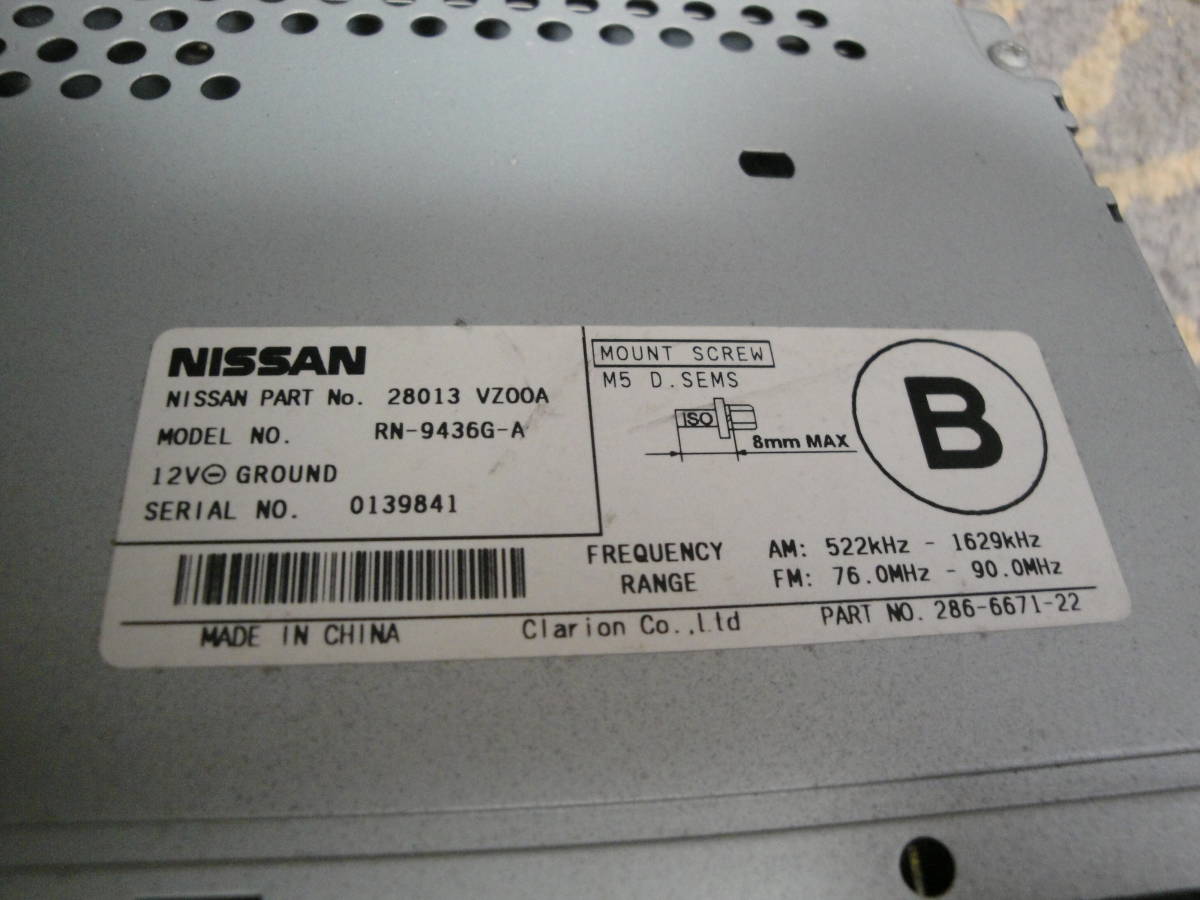 NISSAN
NISSAN PART No. 28013 VZ00A
MODEL NO. RN-9436G-A
12V⊖ GROUND
SERIAL NO. 0139841
MOUNT SCREW
M5 D.SEMS
ISO
8mm MAX
B
FREQUENCY RANGE
AM: 522kHz - 1629kHz
FM: 76.0MHz - 90.0MHz
MADE IN CHINA
Clarion Co.,Ltd
PART NO. 286-6671-22